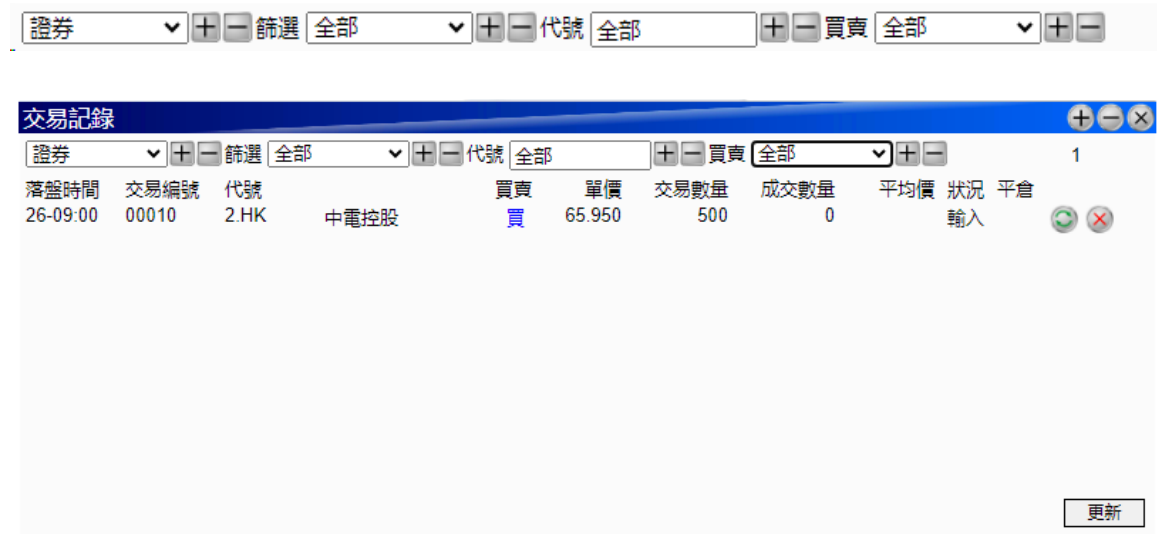 證券 篩選 全部 代號 全部 買賣 全部
交易記錄
證券 篩選 全部 代號 全部 買賣 全部 1
落盤時間 交易編號 代號 買賣 單價 交易數量 成交數量 平均價 狀況 平倉
26-09:00 00010 2.HK 中電控股 買 65.950 500 0 輸入
更新